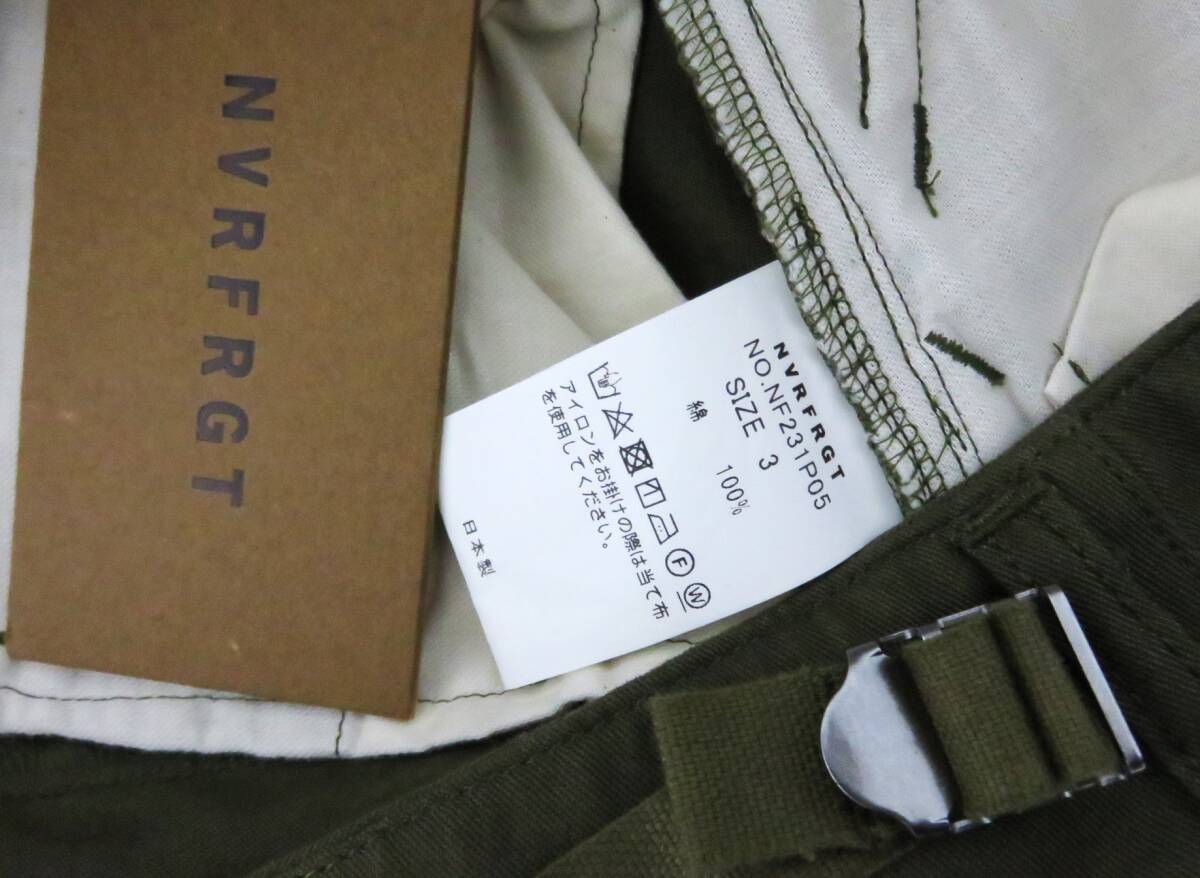 NVRFRGT
NVRFRGT
NO.NF231P05
SIZE 3
綿 100%
F W
アイロンをお掛けの際は当て布
を使用してください。
日本製